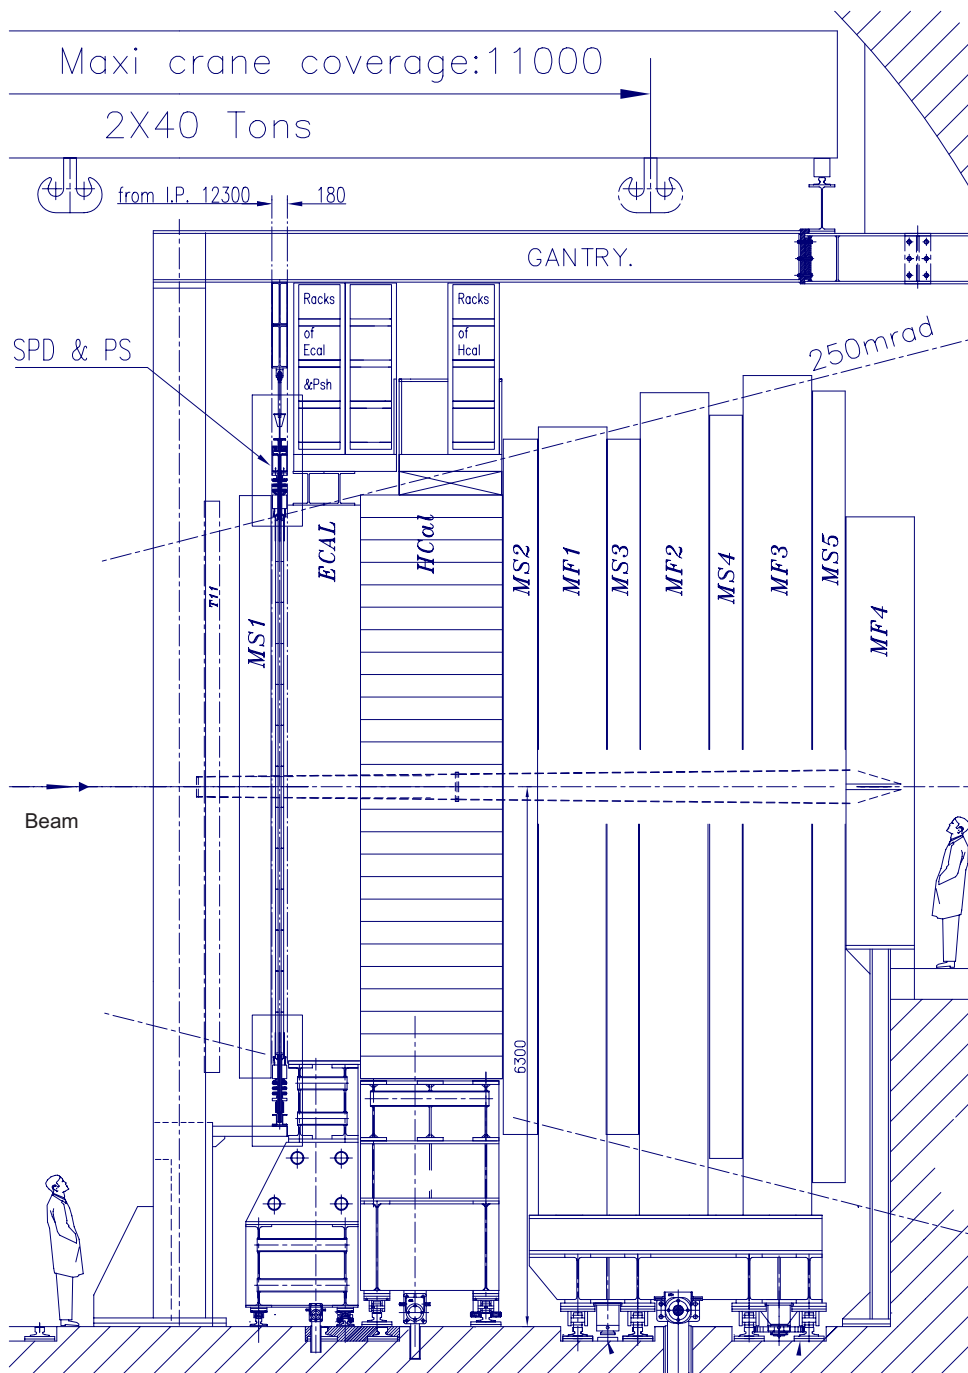 Maxi crane coverage:11000
2X40 Tons
from I.P. 12300
180
GANTRY.
Racks
of
Ecal
&Psh
Racks
of
Hcal
SPD & PS
250mrad
T11
MS1
ECAL
HCal
MS2
MF1
MS3
MF2
MS4
MF3
MS5
MF4
Beam
6300